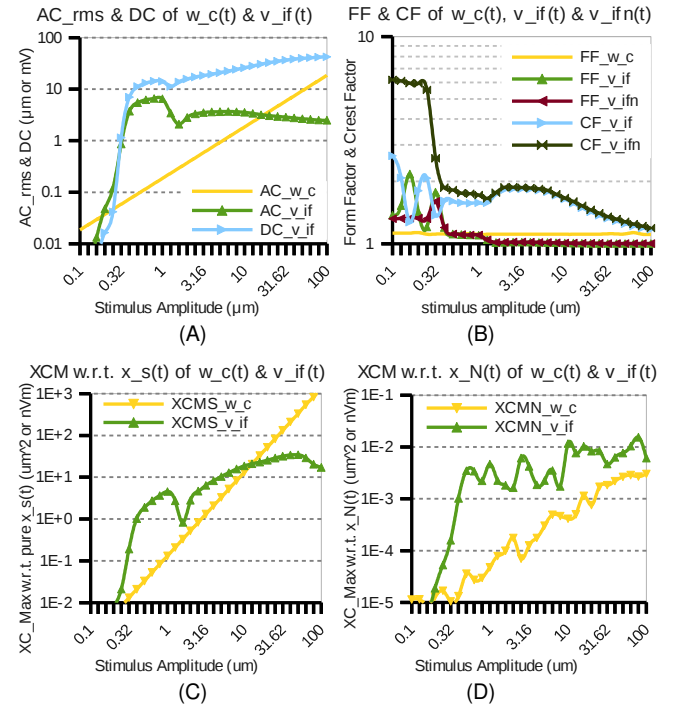 AC_rms & DC of w_c(t) & v_if(t)
AC_rms & DC (µm or mV)
100
10
1
0.1
0.01
AC_w_c
AC_v_if
DC_v_if
0.1
0.32
1
3.16
10
31.62
100
Stimulus Amplitude (µm)
(A)
FF & CF of w_c(t), v_if(t) & v_ifn(t)
Form Factor & Crest Factor
10
1
FF_w_c
FF_v_if
FF_v_ifn
CF_v_if
CF_v_ifn
0.1
0.32
1
3.16
10
31.62
100
stimulus amplitude (um)
(B)
XCM w.r.t. x_s(t) of w_c(t) & v_if(t)
XC_Max w.r.t. pure x_s(t) (um^2 or nVm)
1E+3
1E+2
1E+1
1E+0
1E-1
1E-2
XCMS_w_c
XCMS_v_if
0.1
0.32
1
3.16
10
31.62
100
Stimulus Amplitude (um)
(C)
XCM w.r.t. x_N(t) of w_c(t) & v_if(t)
XC_Max w.r.t. x_N(t) (um^2 or nVm)
1E-1
1E-2
1E-3
1E-4
1E-5
XCMN_w_c
XCMN_v_if
0.1
0.32
1
3.16
10
31.62
100
Stimulus Amplitude (um)
(D)